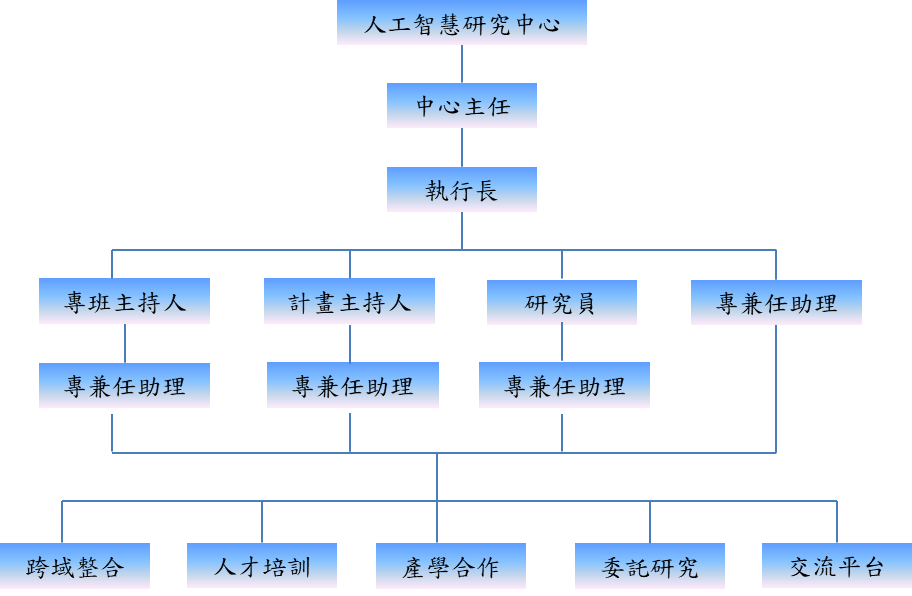 人工智慧研究中心
中心主任
執行長
專班主持人
計畫主持人
研究員
專兼任助理
專兼任助理
專兼任助理
專兼任助理
跨域整合
人才培訓
產學合作
委託研究
交流平台